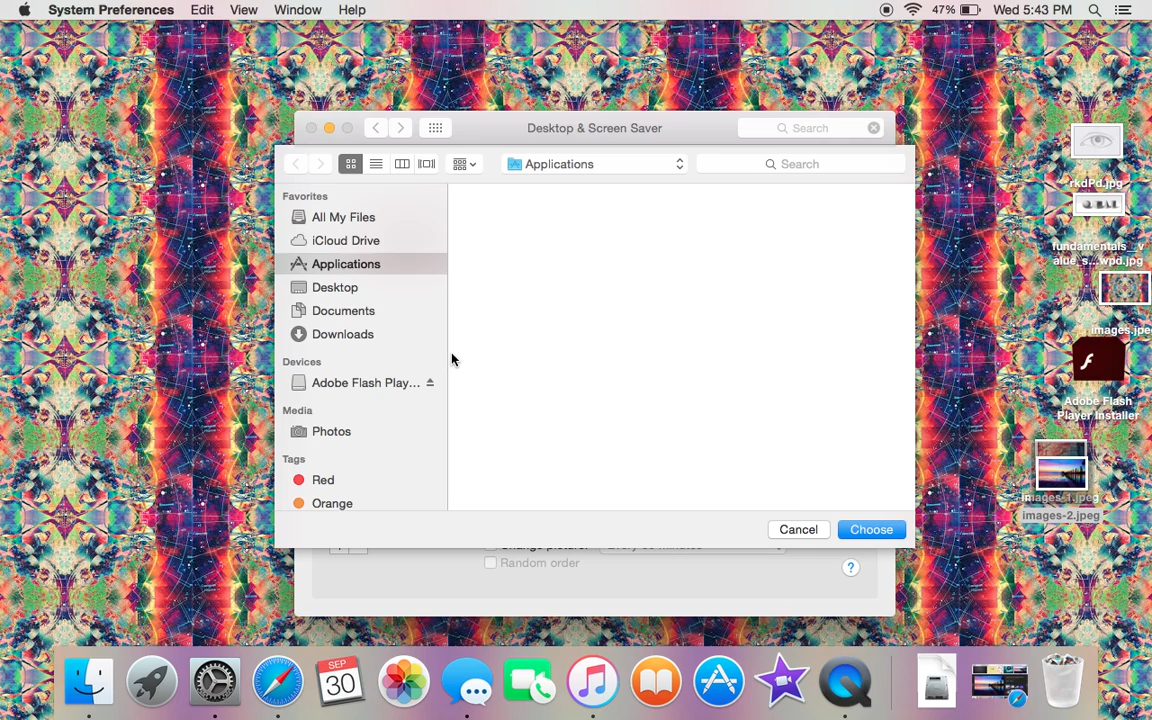 System Preferences Edit View Window Help 47% Wed 5:43 PM
Desktop & Screen Saver Search
Applications Search
Favorites
All My Files
iCloud Drive
Applications
Desktop
Documents
Downloads
Devices
Adobe Flash Play...
Media
Photos
Tags
Red
Orange
Cancel Choose
Random order ?
rkdPd.jpg
fundamentals_v
alue_s...wpd.jpg
images.jpe
Adobe Flash
Player Installer
images-1.jpeg
images-2.jpeg
SEP
30